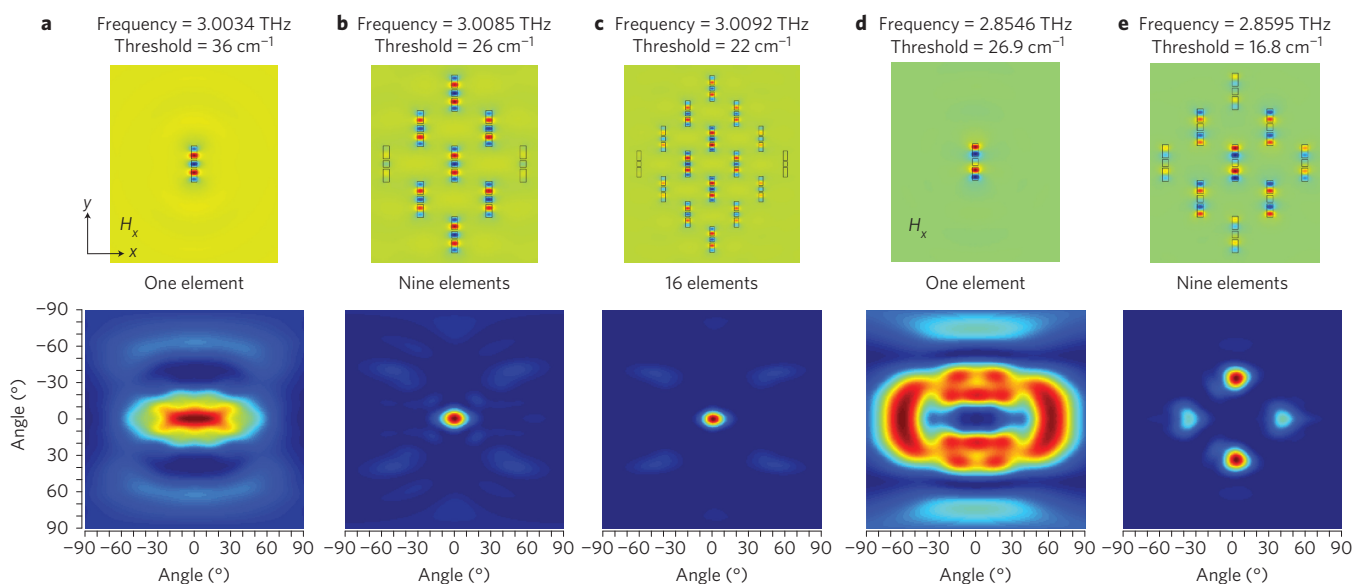 a Frequency = 3.0034 THz
Threshold = 36 cm⁻¹
b Frequency = 3.0085 THz
Threshold = 26 cm⁻¹
c Frequency = 3.0092 THz
Threshold = 22 cm⁻¹
d Frequency = 2.8546 THz
Threshold = 26.9 cm⁻¹
e Frequency = 2.8595 THz
Threshold = 16.8 cm⁻¹
y
Hₓ
x
Hₓ
One element
Nine elements
16 elements
One element
Nine elements
−90
−60
−30
0
30
60
90
Angle (°)
−90 −30 0 30 60 90
−90 −30 0 30 60 90
−90 −30 0 30 60 90
−90 −30 0 30 60 90
−90 −30 0 30 60 90
Angle (°)
Angle (°)
Angle (°)
Angle (°)
Angle (°)